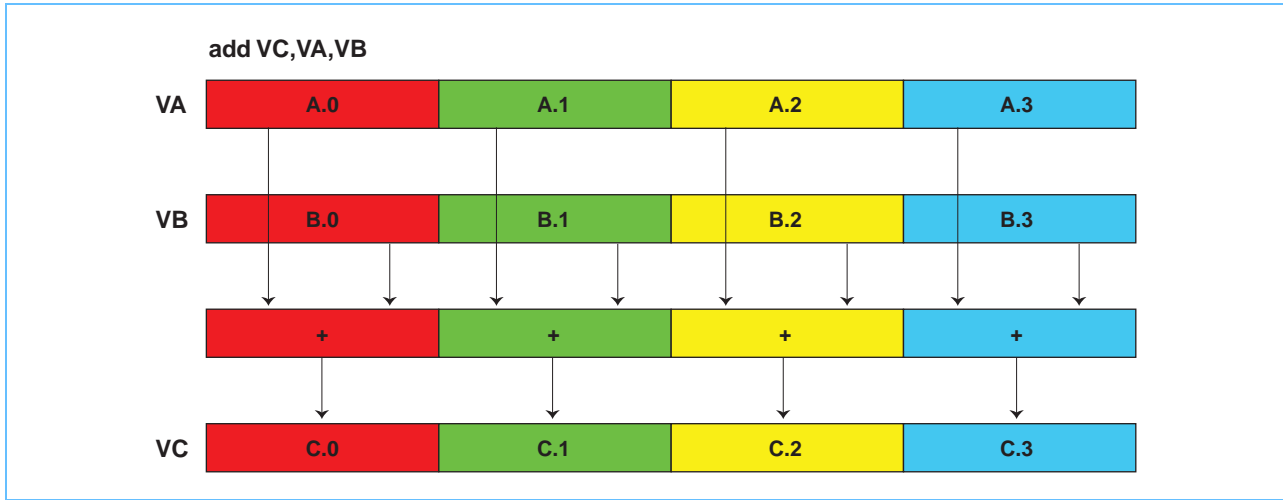 add VC,VA,VB
VA A.0 A.1 A.2 A.3
VB B.0 B.1 B.2 B.3
+ + + +
VC C.0 C.1 C.2 C.3